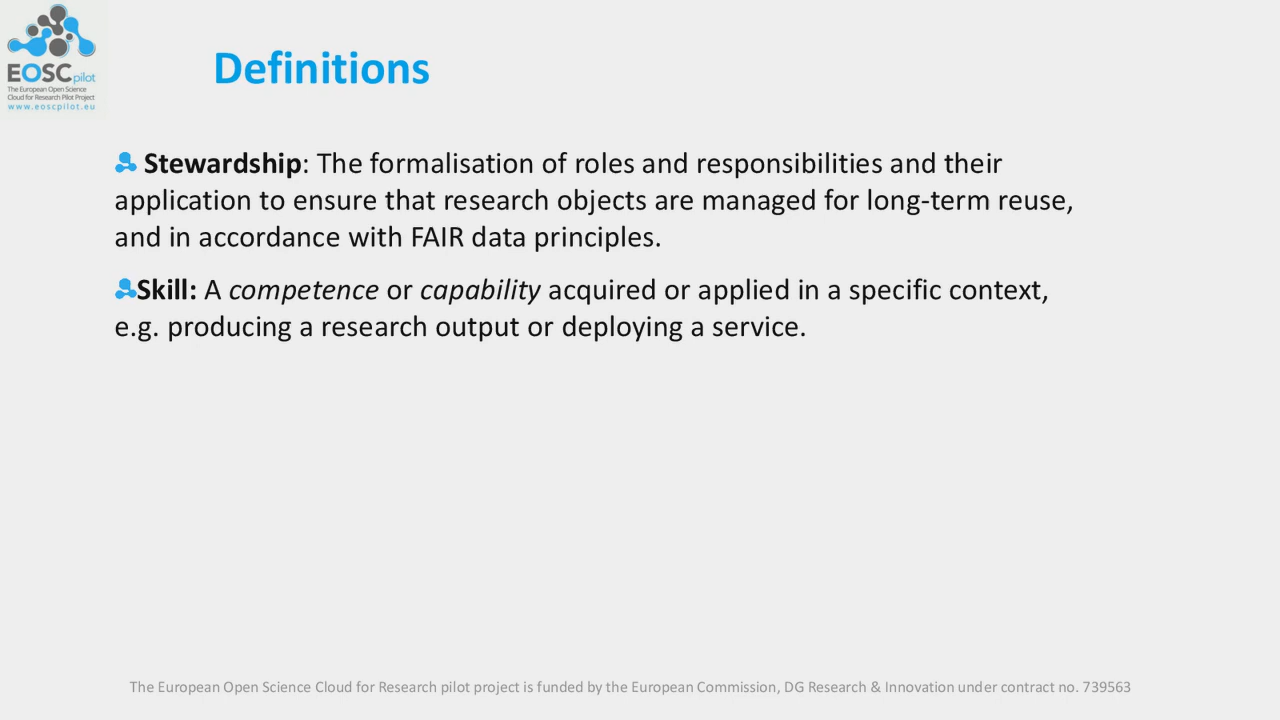 EOSCpilot
The European Open Science
Cloud for Research Pilot Project
www.eoscpilot.eu
Definitions
Stewardship: The formalisation of roles and responsibilities and their
application to ensure that research objects are managed for long-term reuse,
and in accordance with FAIR data principles.
Skill: A competence or capability acquired or applied in a specific context,
e.g. producing a research output or deploying a service.
The European Open Science Cloud for Research pilot project is funded by the European Commission, DG Research & Innovation under contract no. 739563